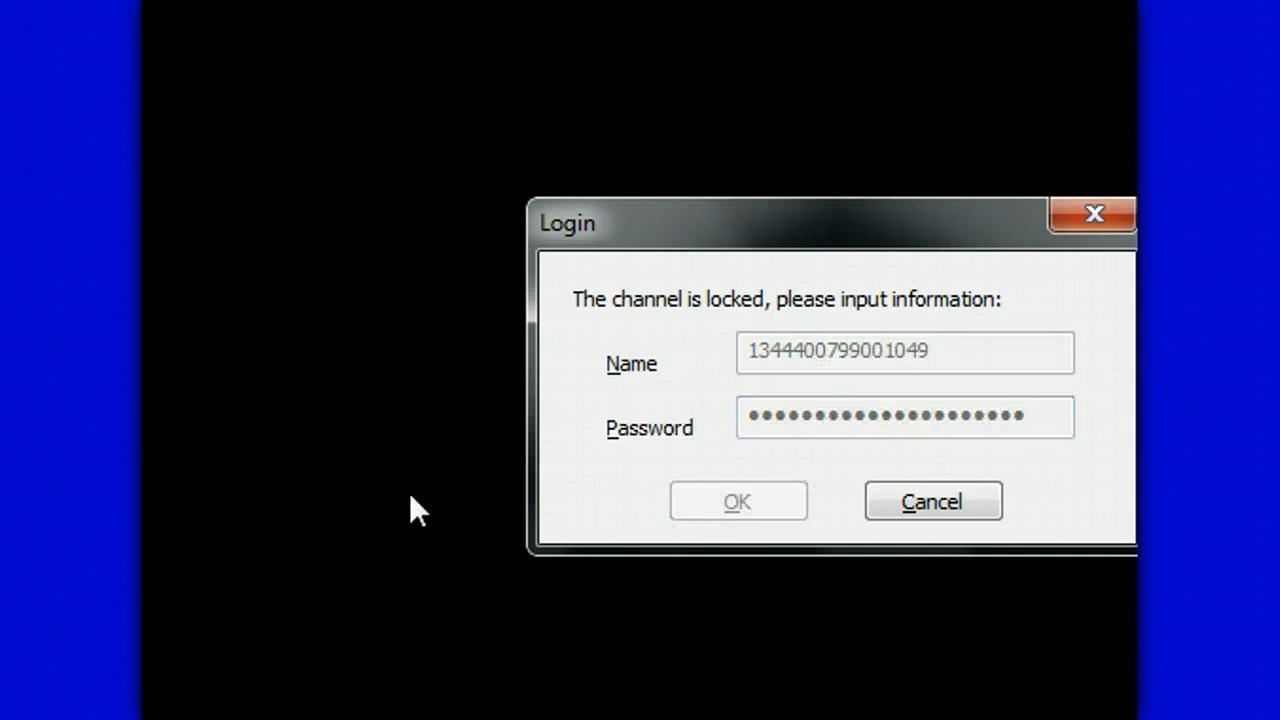 Login
The channel is locked, please input information:
Name 1344400799001049
Password ●●●●●●●●●●●●●●●●●●●●●
OK Cancel